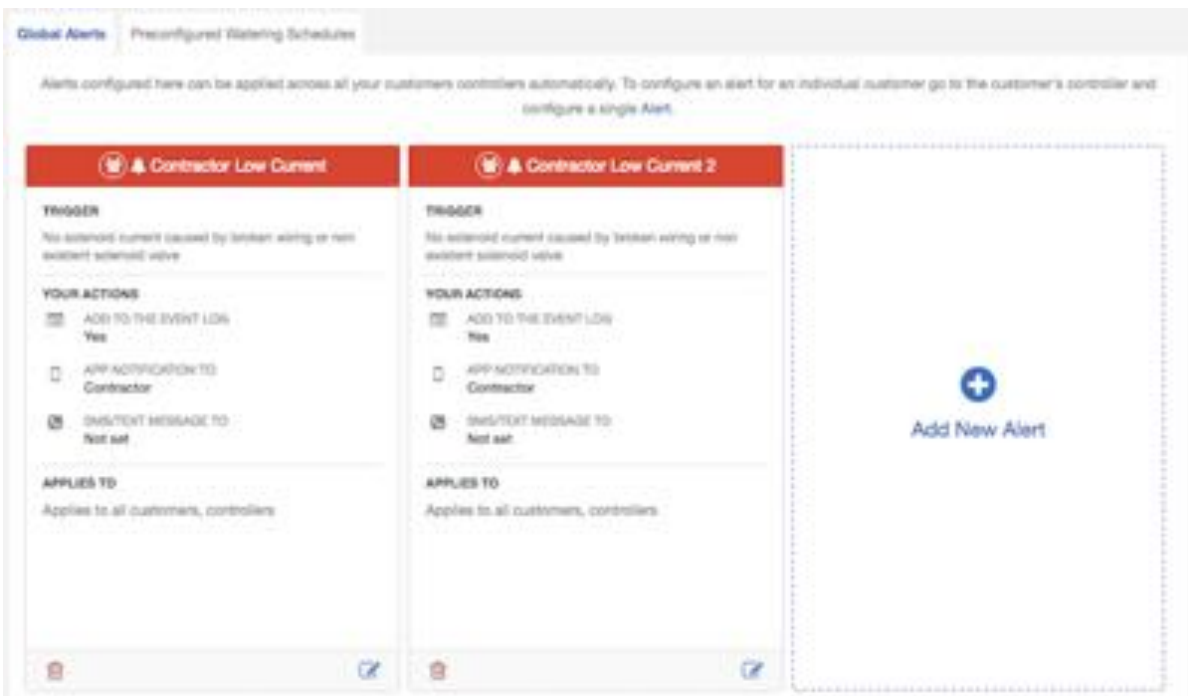 Global Alerts
Preconfigured Watering Schedules
Alerts configured here can be applied across all your customers controllers automatically. To configure an alert for an individual customer go to the customer's controller and
configure a single Alert.
Contractor Low Current
TRIGGER
No solenoid current caused by broken wiring or non
existent solenoid valve
YOUR ACTIONS
ADD TO THE EVENT LOG
Yes
APP NOTIFICATION TO
Contractor
SMS/TEXT MESSAGE TO
Not set
APPLIES TO
Applies to all customers, controllers
Contractor Low Current 2
TRIGGER
No solenoid current caused by broken wiring or non
existent solenoid valve
YOUR ACTIONS
ADD TO THE EVENT LOG
Yes
APP NOTIFICATION TO
Contractor
SMS/TEXT MESSAGE TO
Not set
APPLIES TO
Applies to all customers, controllers
Add New Alert